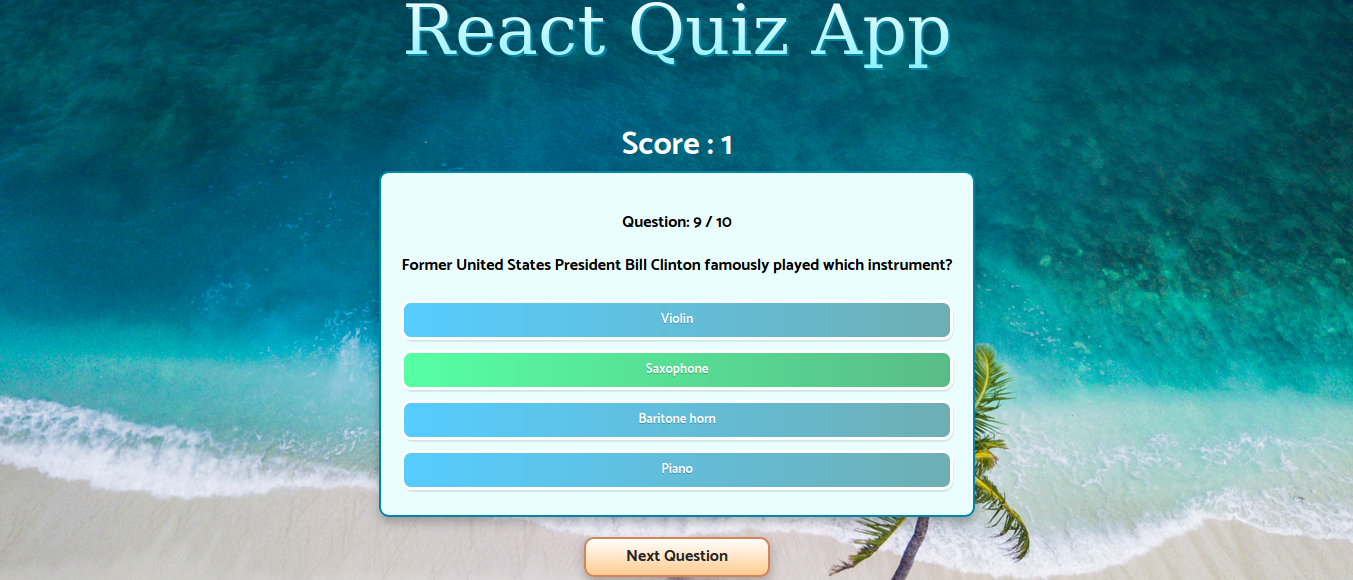 React Quiz App
Score : 1
Question: 9 / 10
Former United States President Bill Clinton famously played which instrument?
Violin
Saxophone
Baritone horn
Piano
Next Question